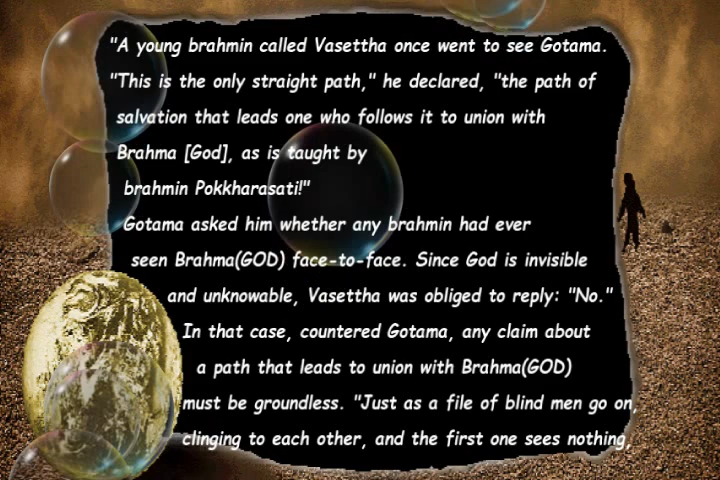 "A young brahmin called Vasettha once went to see Gotama.
"This is the only straight path," he declared, "the path of
salvation that leads one who follows it to union with
Brahma [God], as is taught by
brahmin Pokkharasati!"
Gotama asked him whether any brahmin had ever
seen Brahma(GOD) face-to-face. Since God is invisible
and unknowable, Vasettha was obliged to reply: "No."
In that case, countered Gotama, any claim about
a path that leads to union with Brahma(GOD)
must be groundless. "Just as a file of blind men go on,
clinging to each other, and the first one sees nothing,